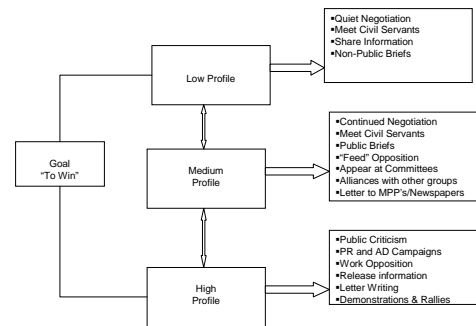 ▪Quiet Negotiation
▪Meet Civil Servants
▪Share Information
▪Non-Public Briefs
Low Profile
▪Continued Negotiation
▪Meet Civil Servants
▪Public Briefs
▪“Feed” Opposition
▪Appear at Committees
▪Alliances with other groups
▪Letter to MPP's/Newspapers
Goal
“To Win”
Medium
Profile
▪Public Criticism
▪PR and AD Campaigns
▪Work Opposition
▪Release information
▪Letter Writing
▪Demonstrations & Rallies
High
Profile